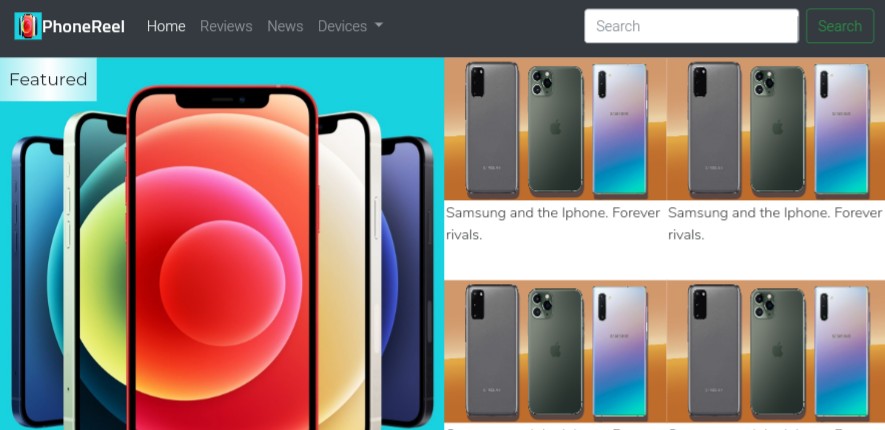 PhoneReel Home Reviews News Devices Search Search
Featured
Samsung and the Iphone. Forever
rivals.
Samsung and the Iphone. Forever
rivals.